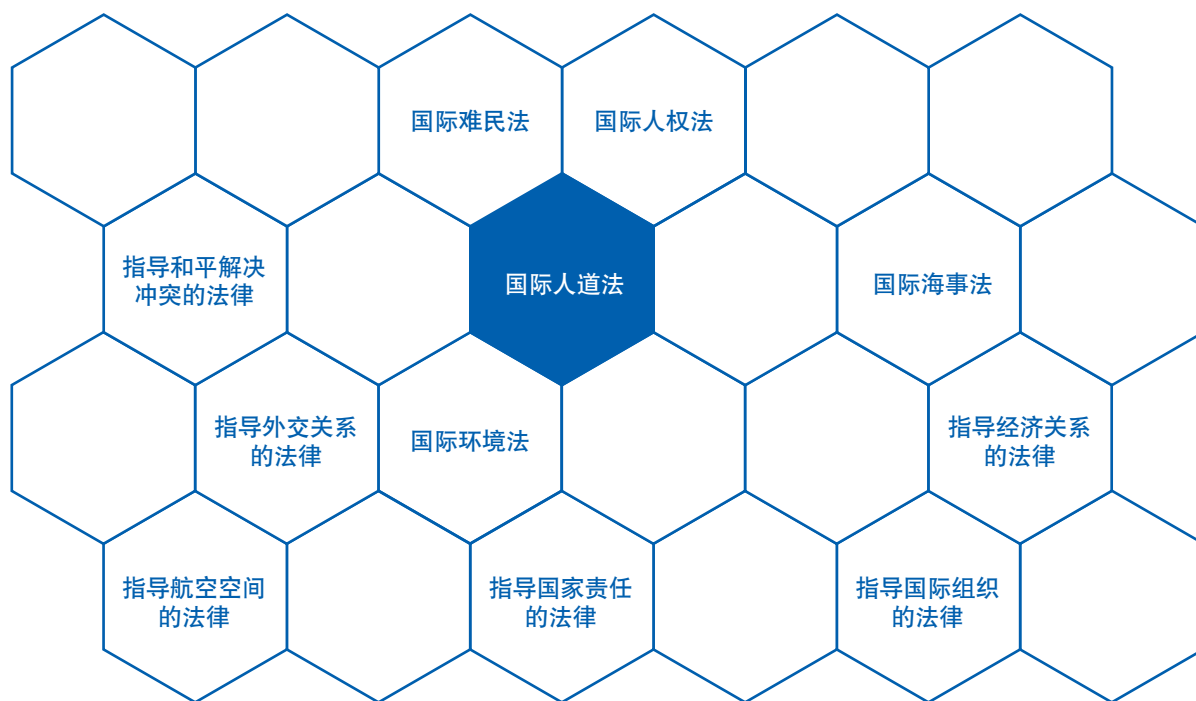 国际难民法
国际人权法
指导和平解决
冲突的法律
国际人道法
国际海事法
指导外交关系
的法律
国际环境法
指导经济关系
的法律
指导航空空间
的法律
指导国家责任
的法律
指导国际组织
的法律